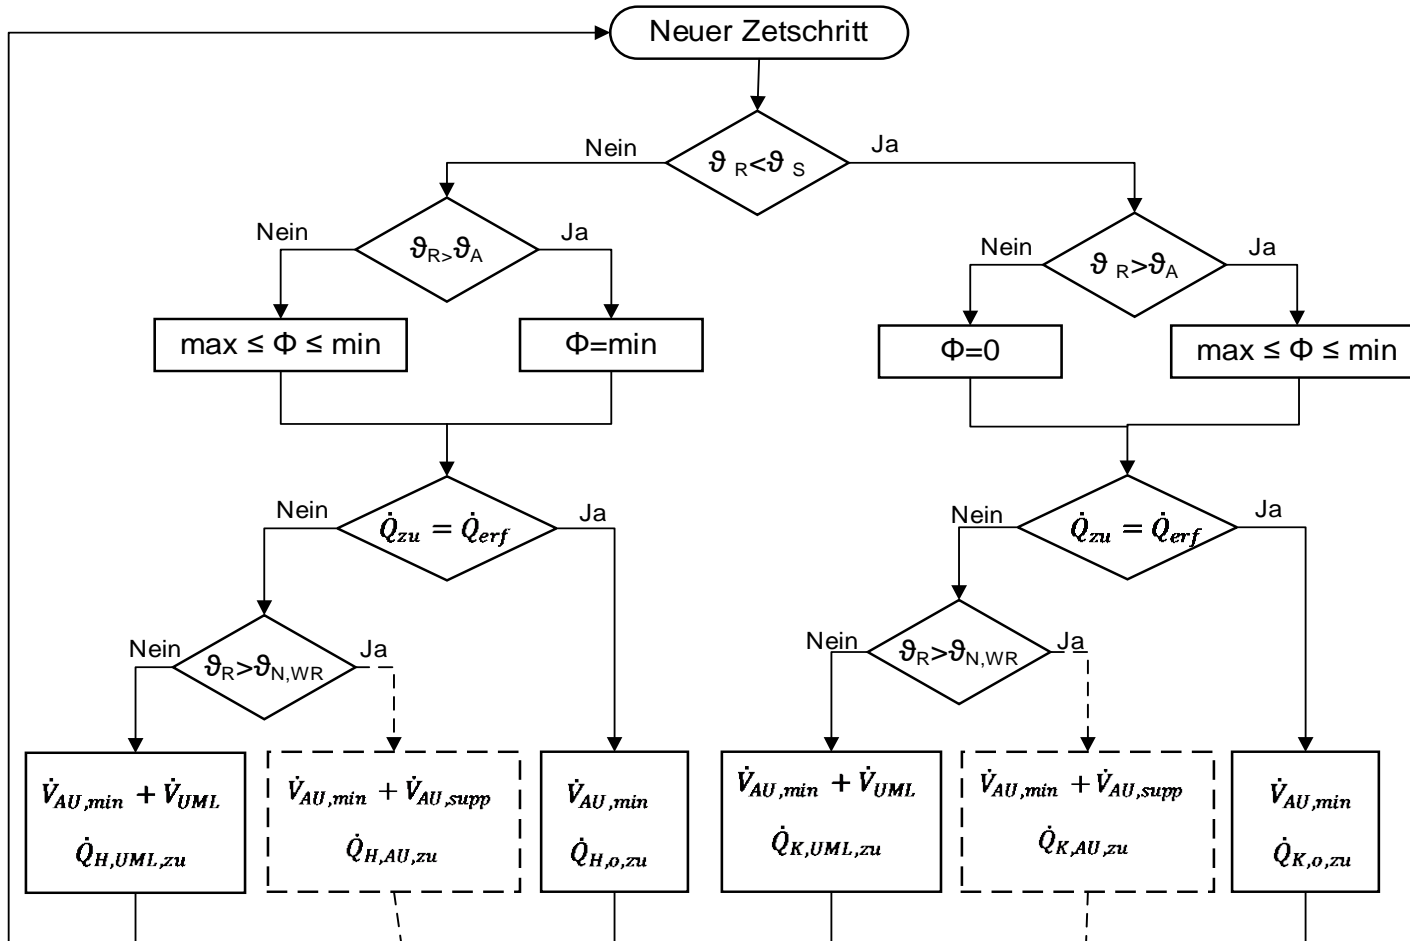 Neuer Zetschritt
Nein
Ja
ϑ R<ϑ S
Nein
Ja
ϑR>ϑA
Nein
Ja
ϑ R>ϑA
max ≤ Φ ≤ min
Φ=min
Φ=0
max ≤ Φ ≤ min
Nein
Ja
Q̇zu = Q̇erf
Nein
Ja
Q̇zu = Q̇erf
Nein
Ja
ϑR>ϑN,WR
Nein
Ja
ϑR>ϑN,WR
V̇AU,min + V̇UML
Q̇H,UML,zu
V̇AU,min + V̇AU,supp
Q̇H,AU,zu
V̇AU,min
Q̇H,o,zu
V̇AU,min + V̇UML
Q̇K,UML,zu
V̇AU,min + V̇AU,supp
Q̇K,AU,zu
V̇AU,min
Q̇K,o,zu